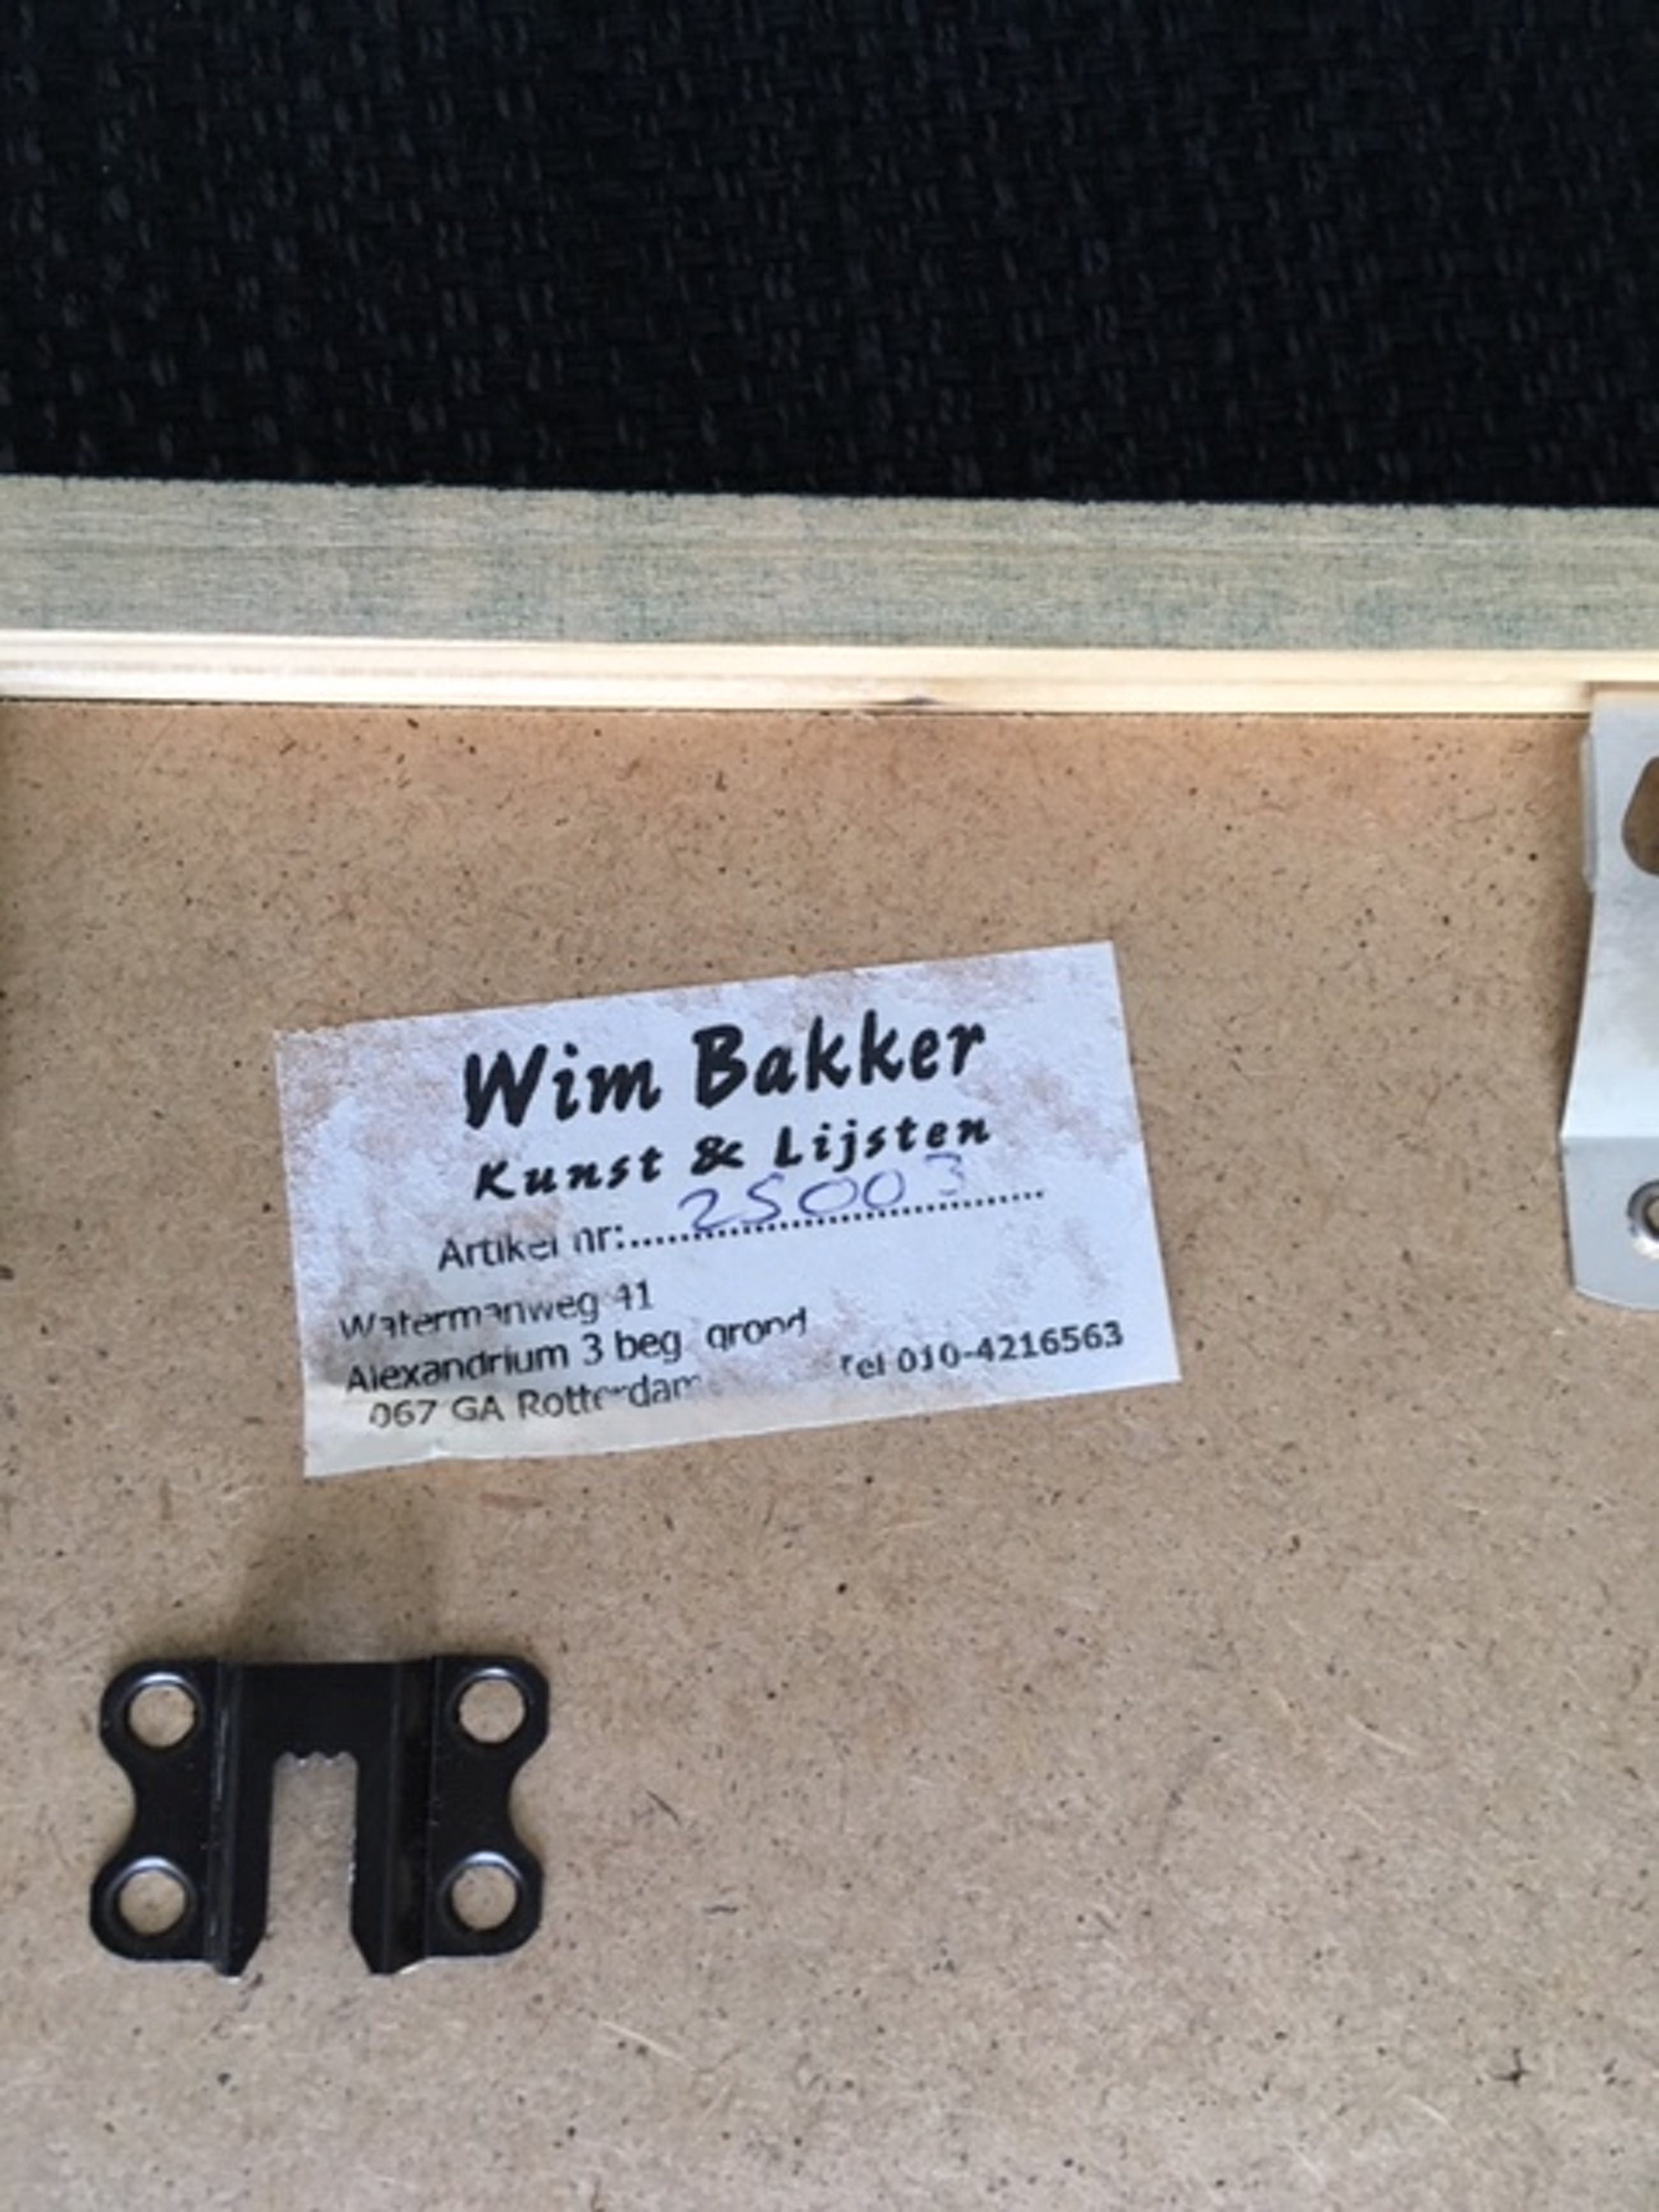 Wim Bakker
Kunst & Lijsten
Artikel nr:..... 25003
Watermanweg 41
Alexandrium 3 beg. grond
067 GA Rotterdam Tel 010-4216563